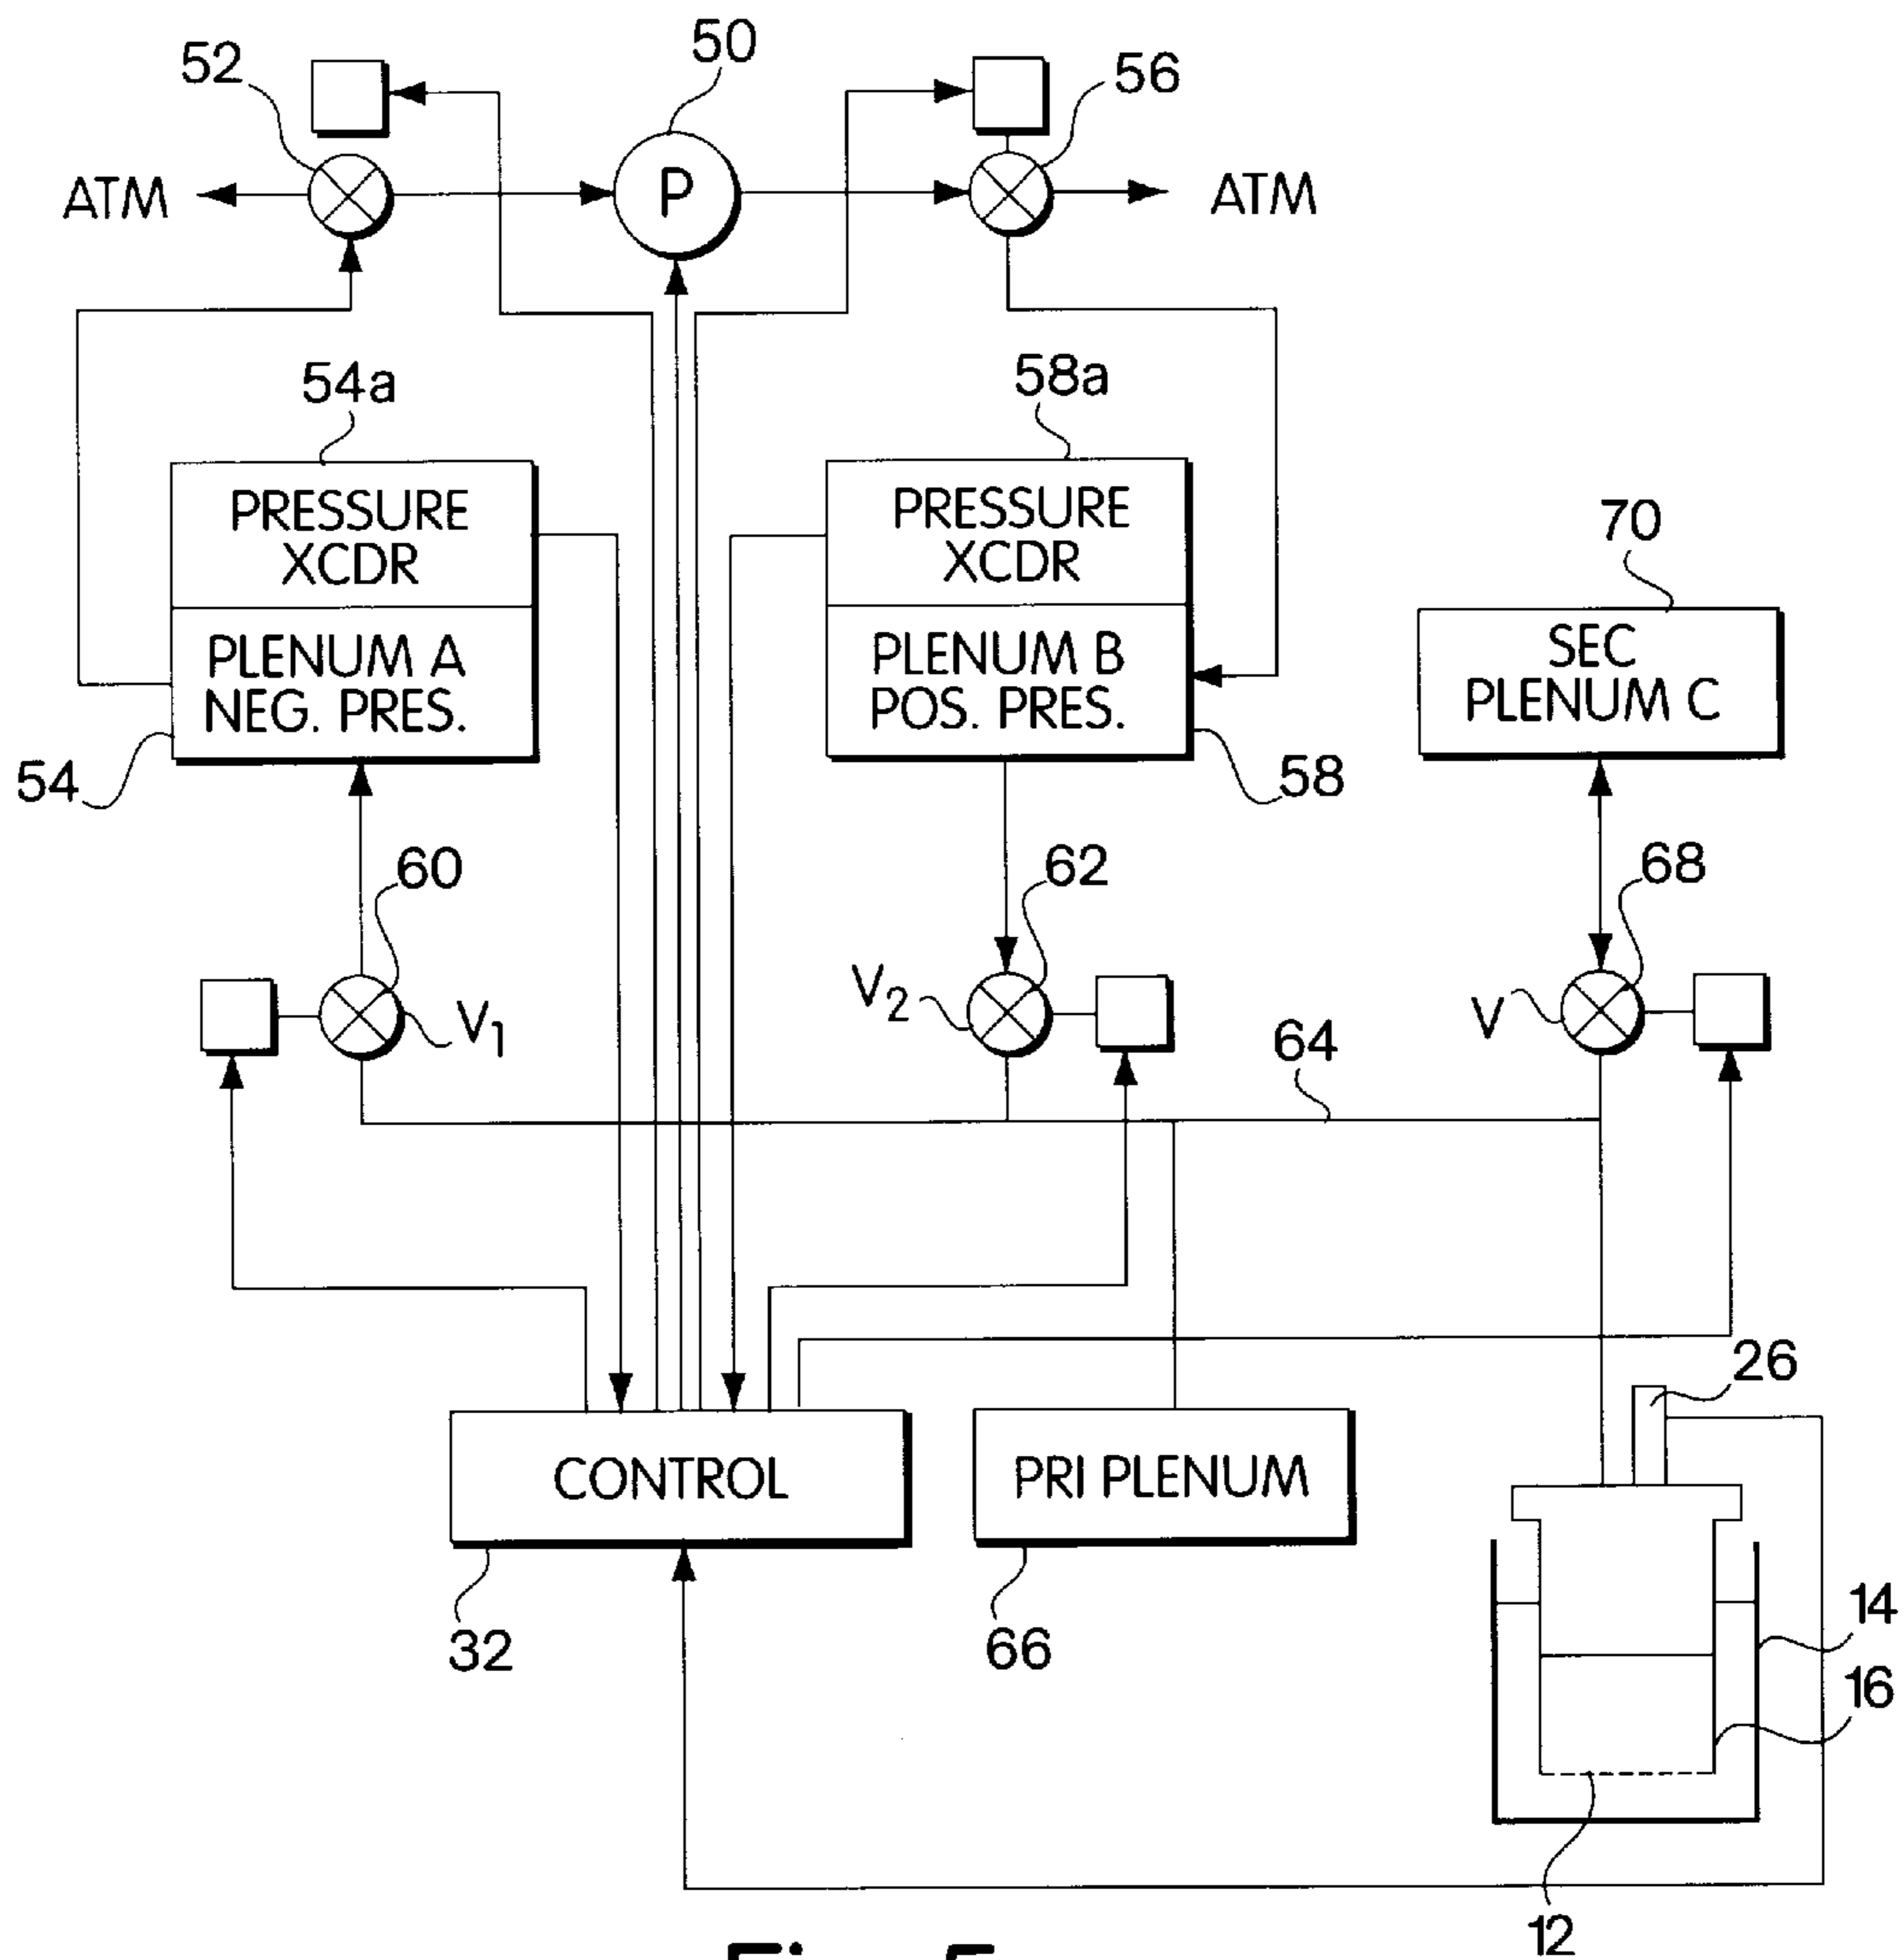 50
52
56
ATM
P
ATM
54a
58a
PRESSURE
XCDR
PRESSURE
XCDR
70
PLENUM A
NEG. PRES.
PLENUM B
POS. PRES.
SEC
PLENUM C
54
58
60
62
68
V1
V2
V
64
26
CONTROL
PRI PLENUM
32
66
14
16
12